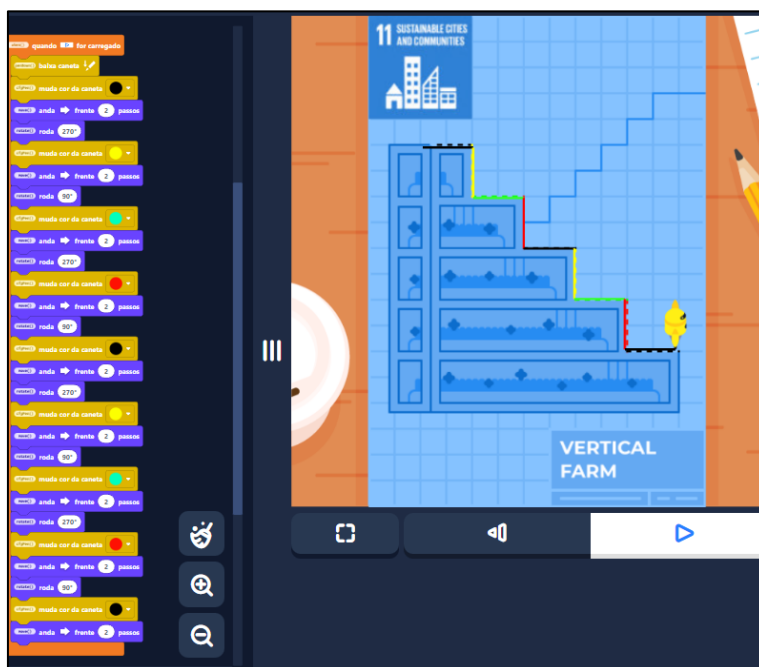 quando for carregado
baixa caneta
muda cor da caneta
anda frente 2 passos
roda 270°
muda cor da caneta
anda frente 2 passos
roda 90°
muda cor da caneta
anda frente 2 passos
roda 270°
muda cor da caneta
anda frente 2 passos
roda 90°
muda cor da caneta
anda frente 2 passos
roda 270°
muda cor da caneta
anda frente 2 passos
roda 90°
muda cor da caneta
anda frente 2 passos
roda 270°
muda cor da caneta
anda frente 2 passos
roda 90°
muda cor da caneta
anda frente 2 passos
11 SUSTAINABLE CITIES
AND COMMUNITIES
VERTICAL
FARM